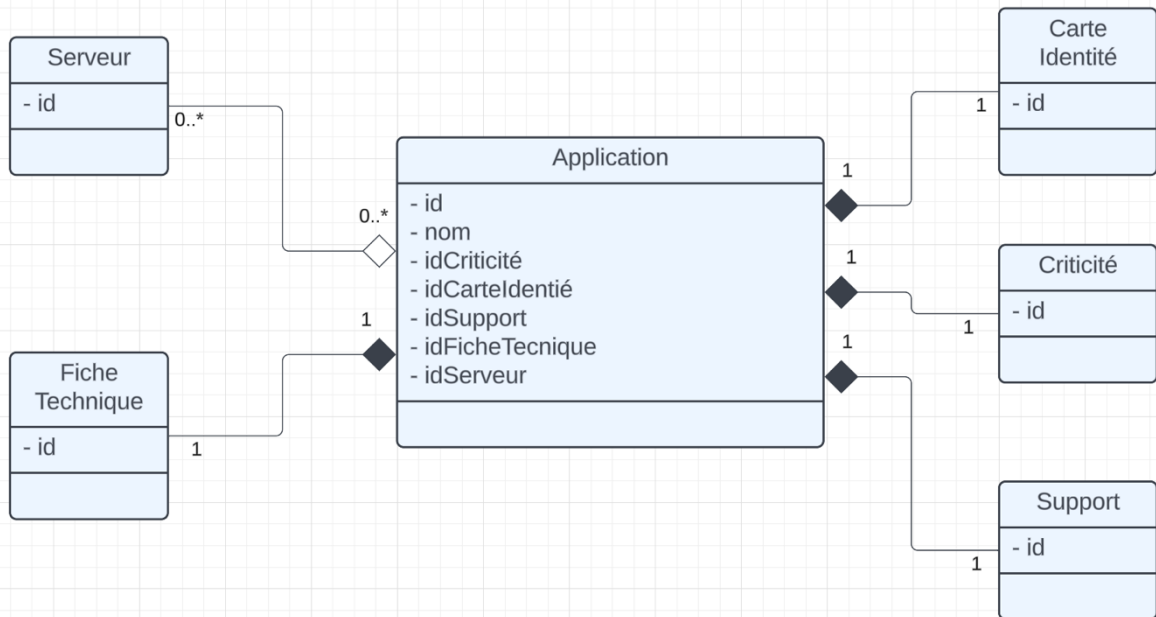 Serveur
- id
0..*
Fiche
Technique
- id
1
Application
- id
- nom
- idCriticité
- idCarteIdentié
- idSupport
- idFicheTecnique
- idServeur
0..*
1
1
1
1
Carte
Identité
- id
1
Criticité
- id
1
Support
- id
1